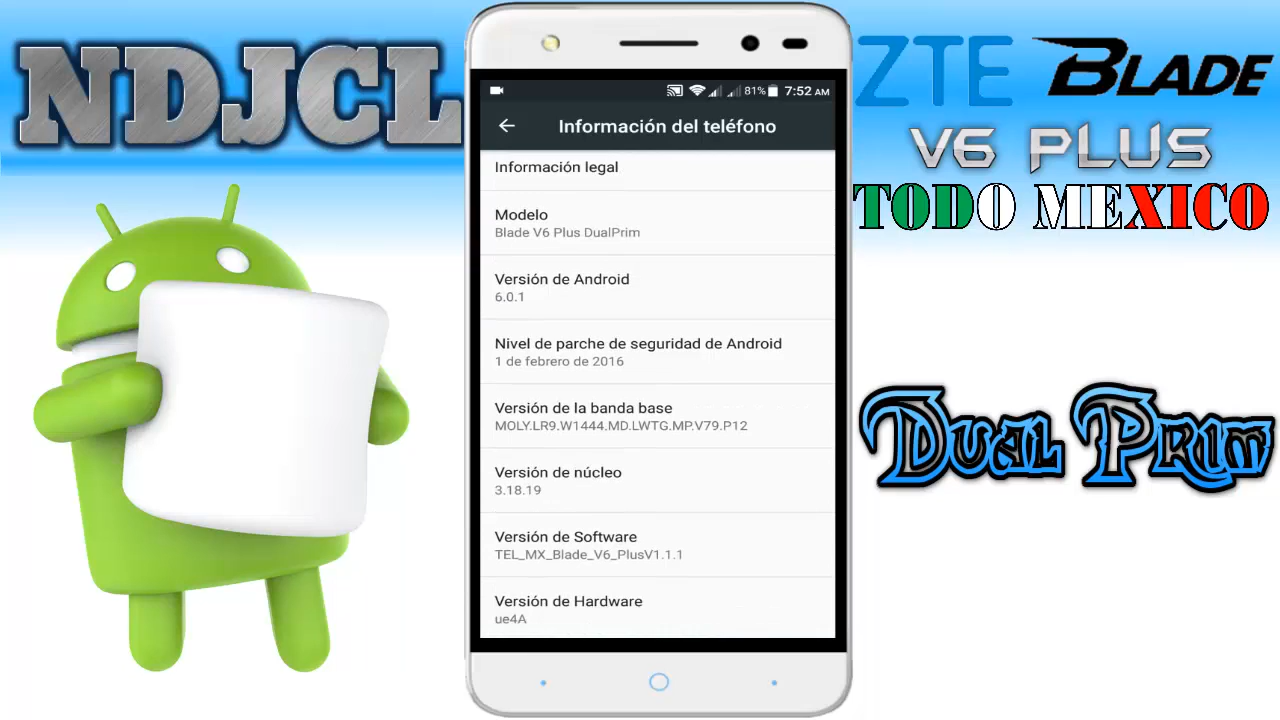 NDJCL
81% 7:52 AM
Información del teléfono
Información legal
Modelo
Blade V6 Plus DualPrim
Versión de Android
6.0.1
Nivel de parche de seguridad de Android
1 de febrero de 2016
Versión de la banda base
MOLY.LR9.W1444.MD.LWTG.MP.V79.P12
Versión de núcleo
3.18.19
Versión de Software
TEL_MX_Blade_V6_PlusV1.1.1
Versión de Hardware
ue4A
ZTE BLADE
V6 PLUS
TODO MEXICO
Dual Prim